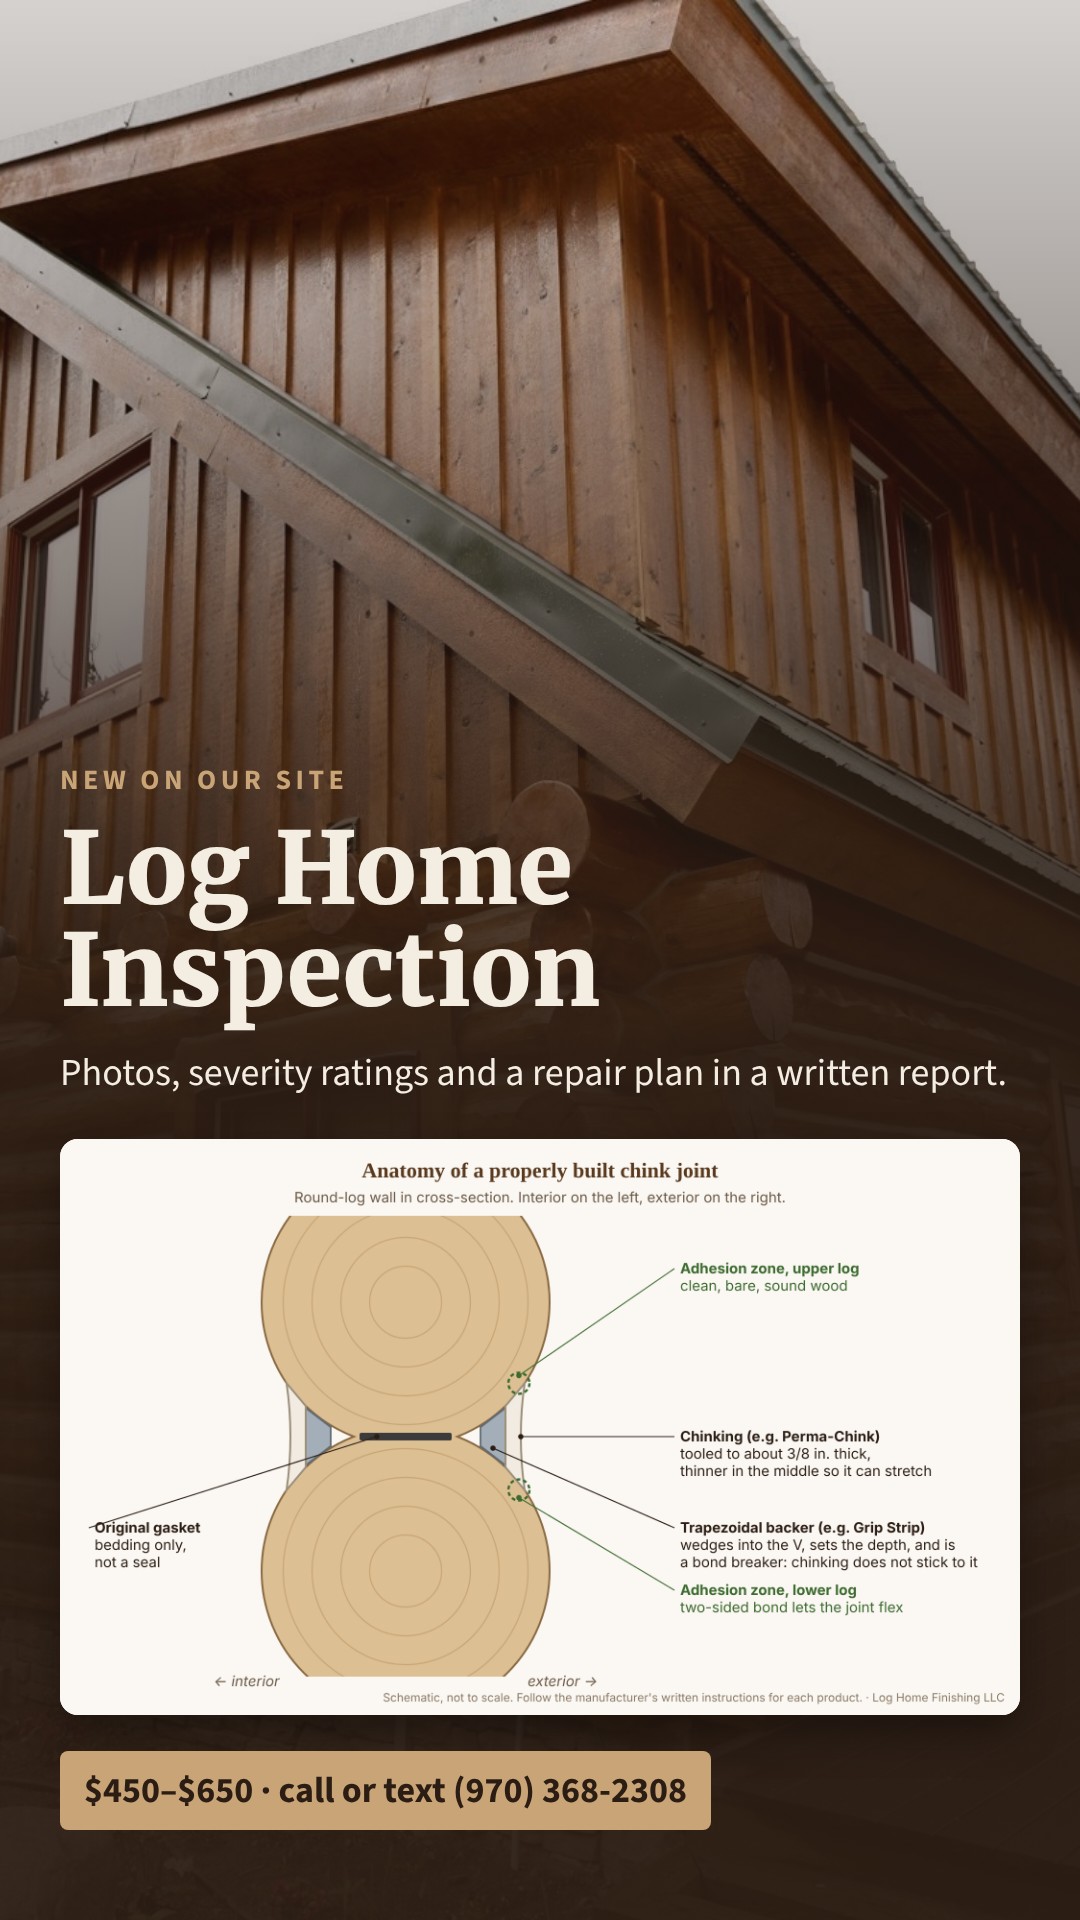 NEW ON OUR SITE
Log Home
Inspection
Photos, severity ratings and a repair plan in a written report.
Anatomy of a properly built chink joint
Round-log wall in cross-section. Interior on the left, exterior on the right.
Adhesion zone, upper log
clean, bare, sound wood
Chinking (e.g. Perma-Chink)
tooled to about 3/8 in. thick,
thinner in the middle so it can stretch
Original gasket
bedding only,
not a seal
Trapezoidal backer (e.g. Grip Strip)
wedges into the V, sets the depth, and is
a bond breaker: chinking does not stick to it
Adhesion zone, lower log
two-sided bond lets the joint flex
← interior
exterior →
Schematic, not to scale. Follow the manufacturer's written instructions for each product. · Log Home Finishing LLC
$450–$650 · call or text (970) 368-2308